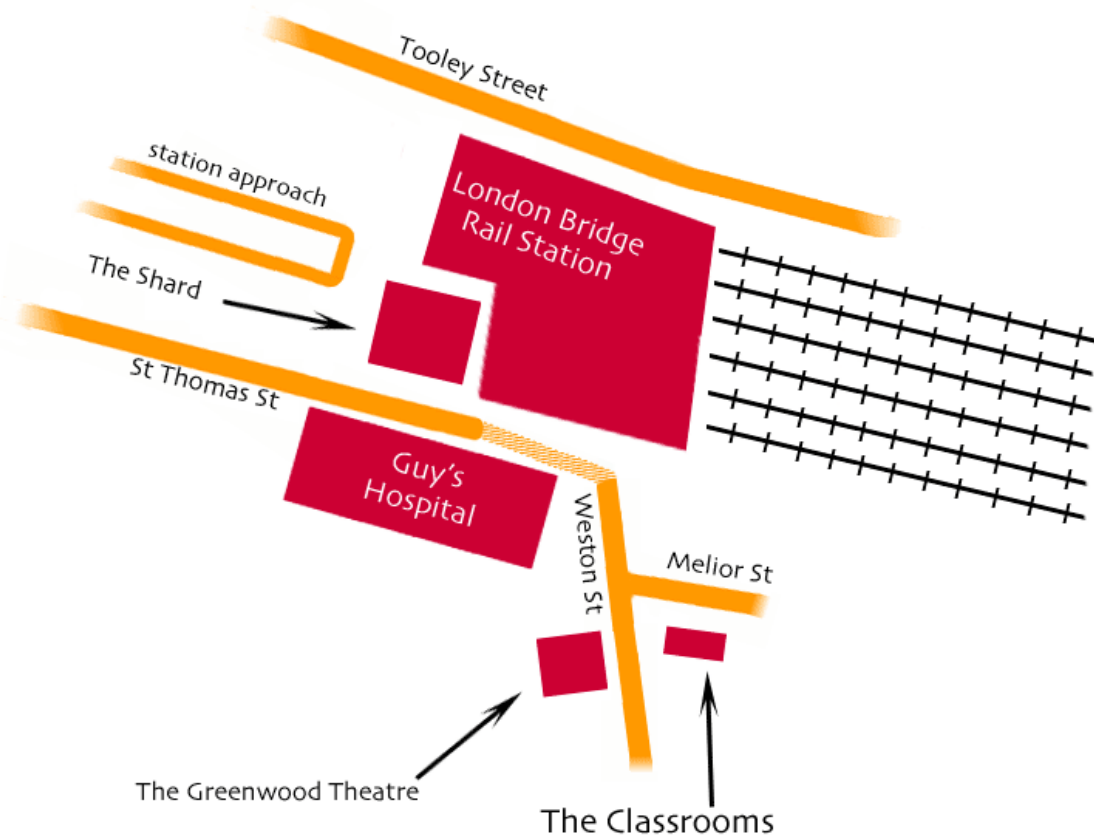 Tooley Street
station approach
London Bridge
Rail Station
The Shard
St Thomas St
Guy's
Hospital
Weston St
Melior St
The Greenwood Theatre
The Classrooms